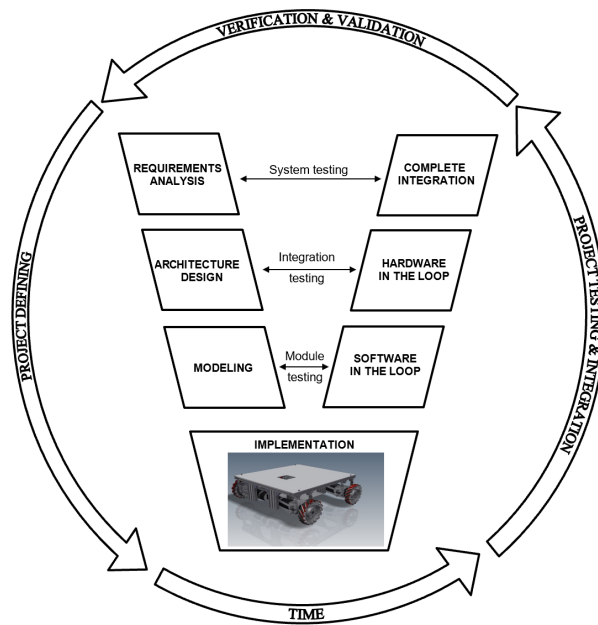 VERIFICATION & VALIDATION
REQUIREMENTS
ANALYSIS
System testing
COMPLETE
INTEGRATION
ARCHITECTURE
DESIGN
Integration
testing
HARDWARE
IN THE LOOP
MODELING
Module
testing
SOFTWARE
IN THE LOOP
IMPLEMENTATION
PROJECT DEFINING
PROJECT TESTING & INTEGRATION
TIME